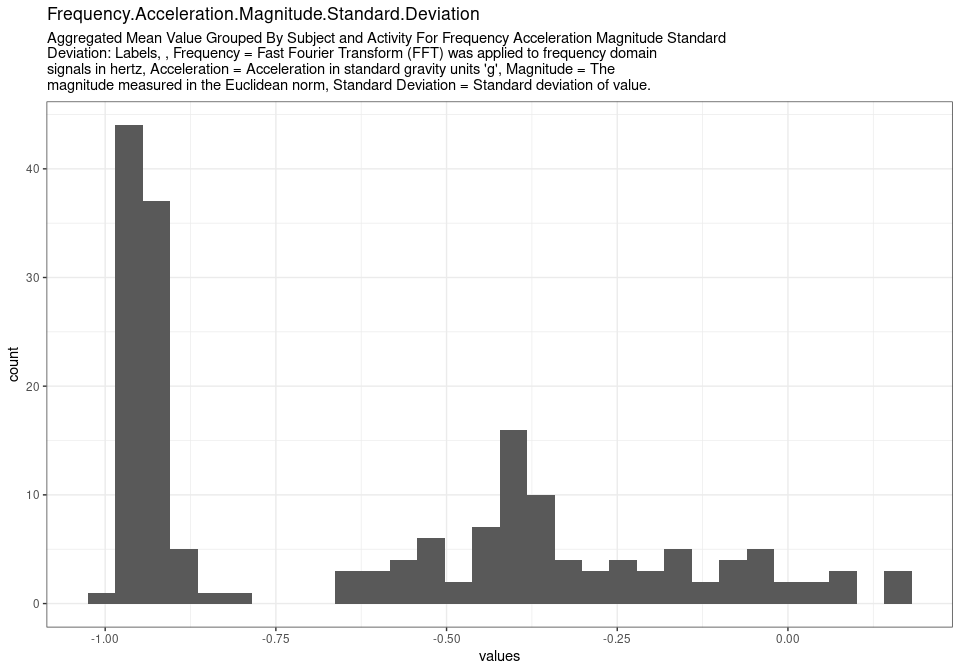 Frequency.Acceleration.Magnitude.Standard.Deviation
Aggregated Mean Value Grouped By Subject and Activity For Frequency Acceleration Magnitude Standard
Deviation: Labels, , Frequency = Fast Fourier Transform (FFT) was applied to frequency domain
signals in hertz, Acceleration = Acceleration in standard gravity units 'g', Magnitude = The
magnitude measured in the Euclidean norm, Standard Deviation = Standard deviation of value.
40
30
20
10
0
count
-1.00
-0.75
-0.50
-0.25
0.00
values